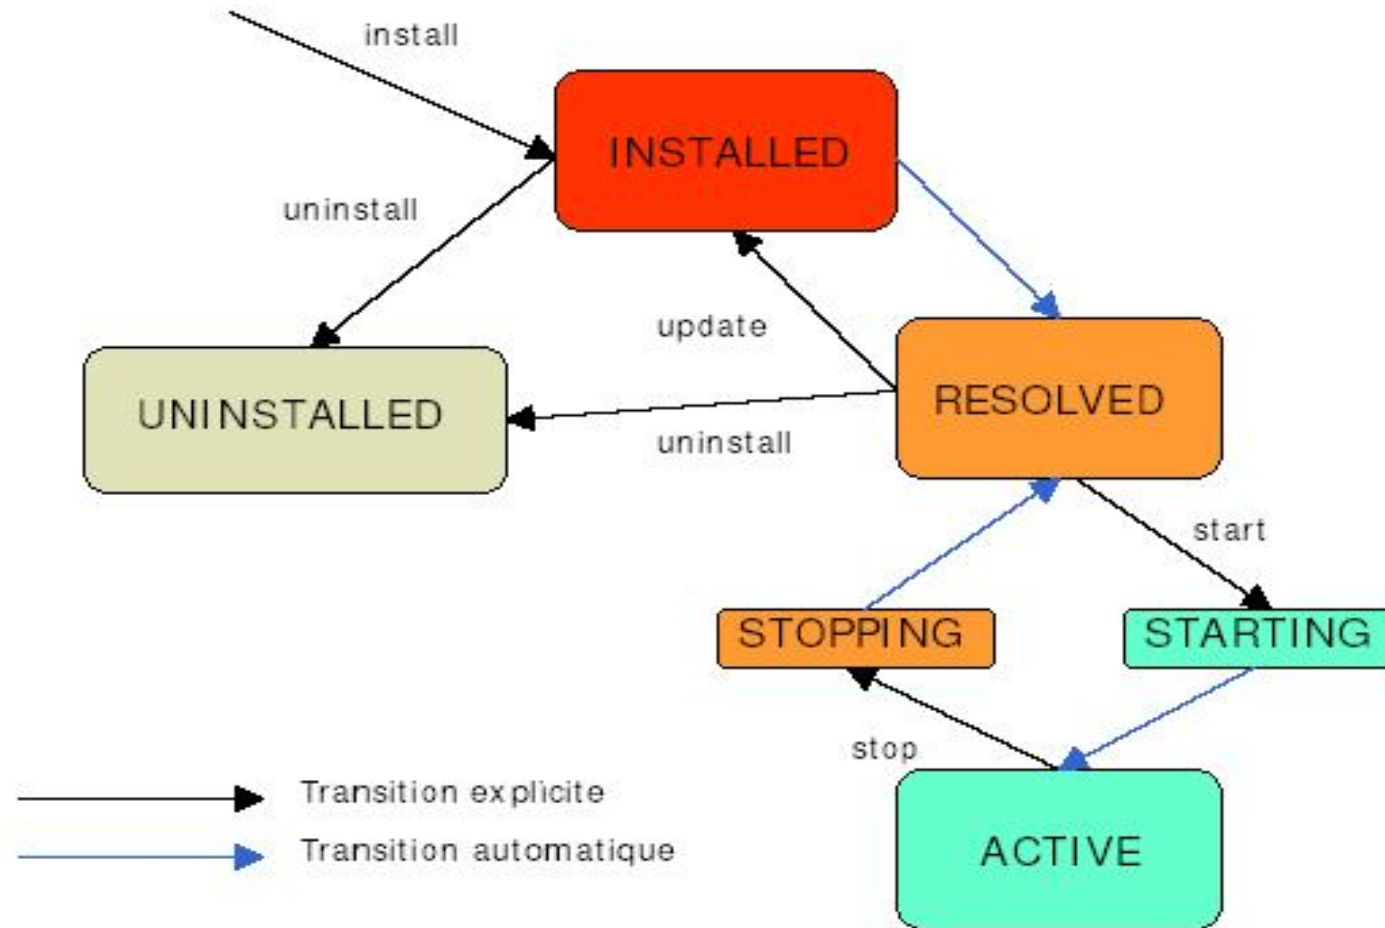 install
INSTALLED
uninstall
update
UNINSTALLED
RESOLVED
uninstall
start
STOPPING
STARTING
stop
Transition explicite
Transition automatique
ACTIVE